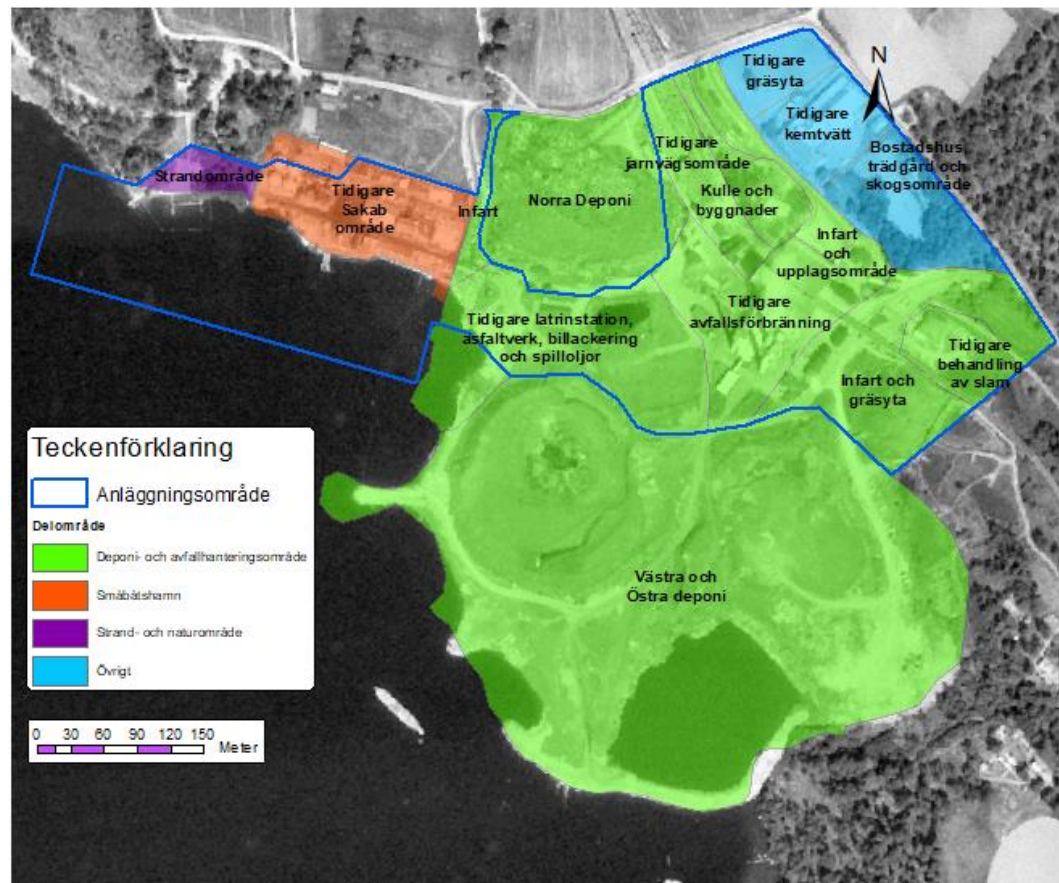 N
Tidigare
gräsyta
Tidigare
kemtvätt
Bostadshus,
trädgård och
skogsområde
Tidigare
jarnvägsområde
Kulle och
byggnader
Norra Deponi
Infart
och
upplagsområde
Strandområde
Tidigare
Sakab
område
Infart
Tidigare latrinstation,
asfaltverk, billackering
och spilloljor
Tidigare
avfallsförbränning
Tidigare
behandling
av slam
Infart och
gräsyta
Västra och
Östra deponi
Teckenförklaring
Anläggningsområde
Delområde
Deponi- och avfallhanteringsområde
Småbåtshamn
Strand- och naturområde
Övrigt
0 30 60 90 120 150
Meter